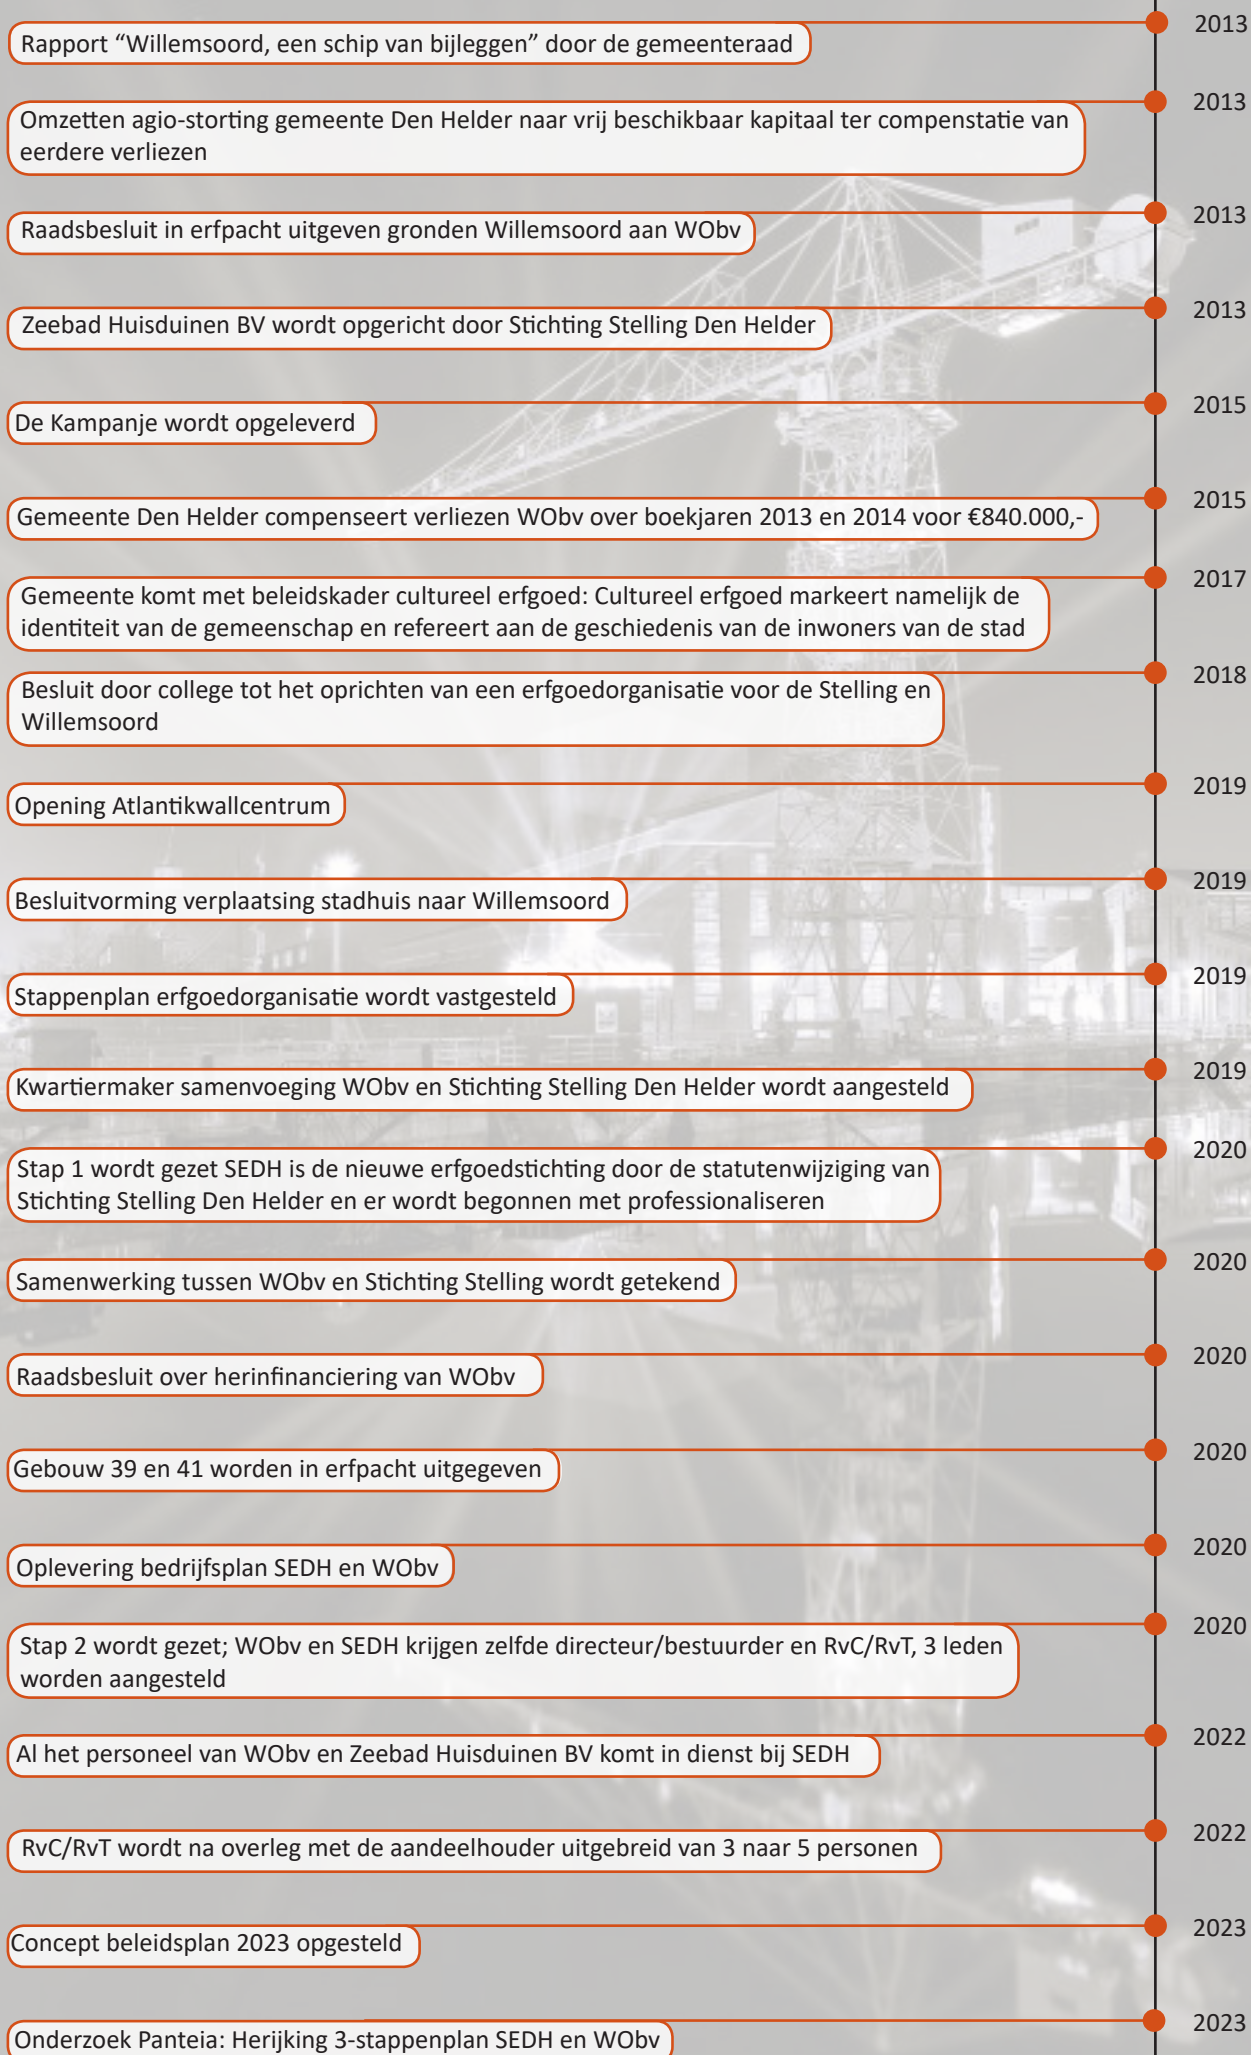 2013
Rapport “Willemsoord, een schip van bijleggen” door de gemeenteraad
2013
Omzetten agio-storting gemeente Den Helder naar vrij beschikbaar kapitaal ter compenstatie van
eerdere verliezen
2013
Raadsbesluit in erfpacht uitgeven gronden Willemsoord aan WObv
2013
Zeebad Huisduinen BV wordt opgericht door Stichting Stelling Den Helder
2015
De Kampanje wordt opgeleverd
2015
Gemeente Den Helder compenseert verliezen WObv over boekjaren 2013 en 2014 voor €840.000,-
2017
Gemeente komt met beleidskader cultureel erfgoed: Cultureel erfgoed markeert namelijk de
identiteit van de gemeenschap en refereert aan de geschiedenis van de inwoners van de stad
2018
Besluit door college tot het oprichten van een erfgoedorganisatie voor de Stelling en
Willemsoord
2019
Opening Atlantikwallcentrum
2019
Besluitvorming verplaatsing stadhuis naar Willemsoord
2019
Stappenplan erfgoedorganisatie wordt vastgesteld
2019
Kwartiermaker samenvoeging WObv en Stichting Stelling Den Helder wordt aangesteld
2020
Stap 1 wordt gezet SEDH is de nieuwe erfgoedstichting door de statutenwijziging van
Stichting Stelling Den Helder en er wordt begonnen met professionaliseren
2020
Samenwerking tussen WObv en Stichting Stelling wordt getekend
2020
Raadsbesluit over herinfinanciering van WObv
2020
Gebouw 39 en 41 worden in erfpacht uitgegeven
2020
Oplevering bedrijfsplan SEDH en WObv
2020
Stap 2 wordt gezet; WObv en SEDH krijgen zelfde directeur/bestuurder en RvC/RvT, 3 leden
worden aangesteld
2022
Al het personeel van WObv en Zeebad Huisduinen BV komt in dienst bij SEDH
2022
RvC/RvT wordt na overleg met de aandeelhouder uitgebreid van 3 naar 5 personen
2023
Concept beleidsplan 2023 opgesteld
2023
Onderzoek Panteia: Herijking 3-stappenplan SEDH en WObv